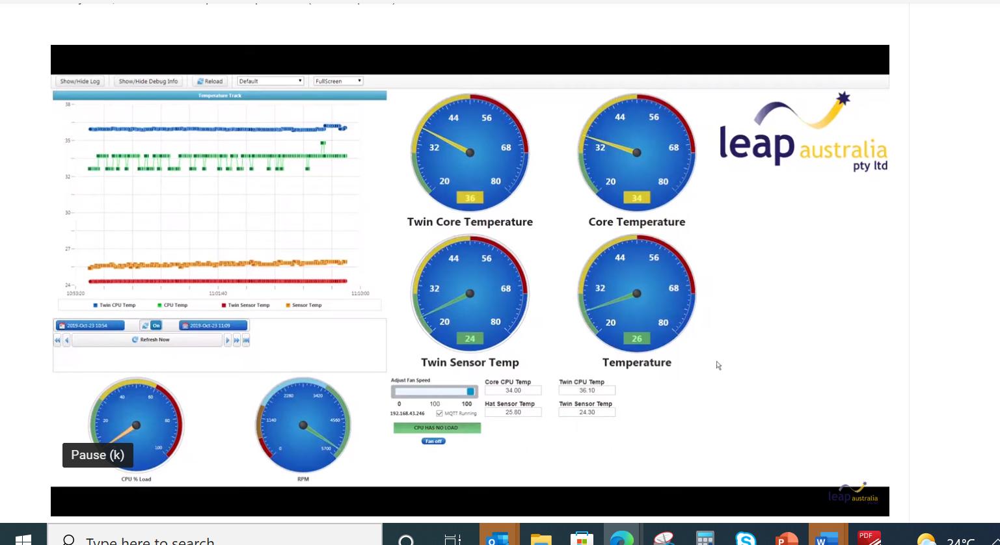 Show/Hide Log Show/Hide Debug Info Reload Default FullScreen
Temperature Track
38
35
32
30
27
24
10:53:20 11:01:40 11:10:00
Twin CPU Temp CPU Temp Twin Sensor Temp Sensor Temp
2019-Oct-23 10:54 On 2019-Oct-23 11:09
Refresh Now
20 40 60 80 100
CPU % Load
0 1140 2280 3420 4560 5700
RPM
Pause (k)
20 32 44 56 68 80
36
Twin Core Temperature
20 32 44 56 68 80
34
Core Temperature
20 32 44 56 68 80
24
Twin Sensor Temp
20 32 44 56 68 80
26
Temperature
Adjust Fan Speed
0 100 100
192.168.43.246 MQTT Running
CPU HAS NO LOAD
Fan off
Core CPU Temp
34.00
Twin CPU Temp
36.10
Hat Sensor Temp
25.80
Twin Sensor Temp
24.30
leap australia
pty ltd
leap australia
Type here to search
PDF
24°C